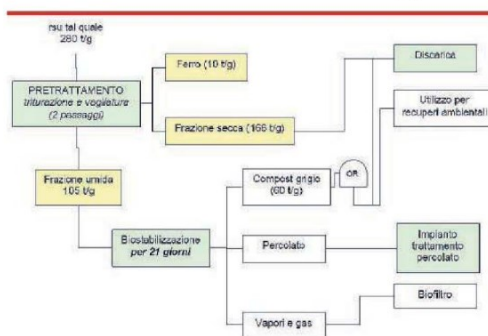 rsu tal quale
280 t/g
PRETRATTAMENTO
triturazione e vagliatura
(2 passaggi)
Ferro (10 t/g)
Frazione secca (166 t/g)
Discarica
Utilizzo per
recuperi ambientali
Frazione umida
105 t/g
Compost grigio
(60 t/g)
OR
Biostabilizzazione
per 21 giorni
Percolato
Impianto
trattamento
percolato
Vapori e gas
Biofiltro